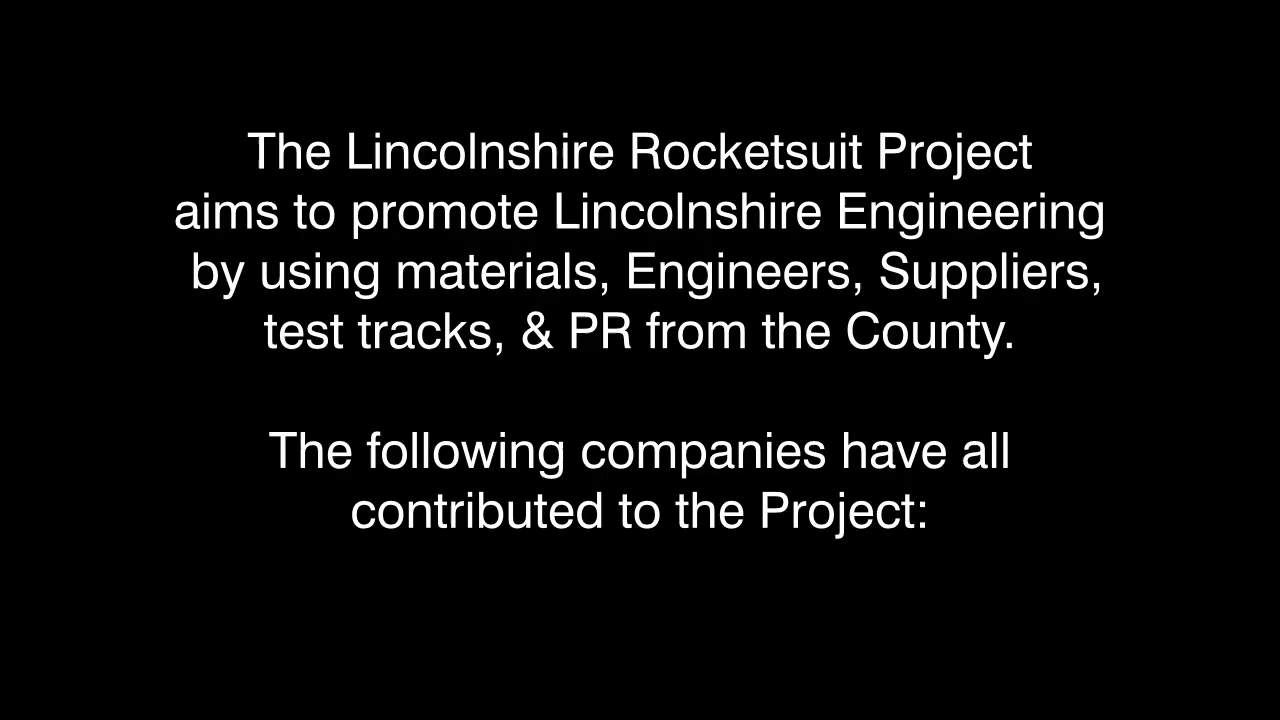 The Lincolnshire Rocketsuit Project
aims to promote Lincolnshire Engineering
by using materials, Engineers, Suppliers,
test tracks, & PR from the County.
The following companies have all
contributed to the Project: